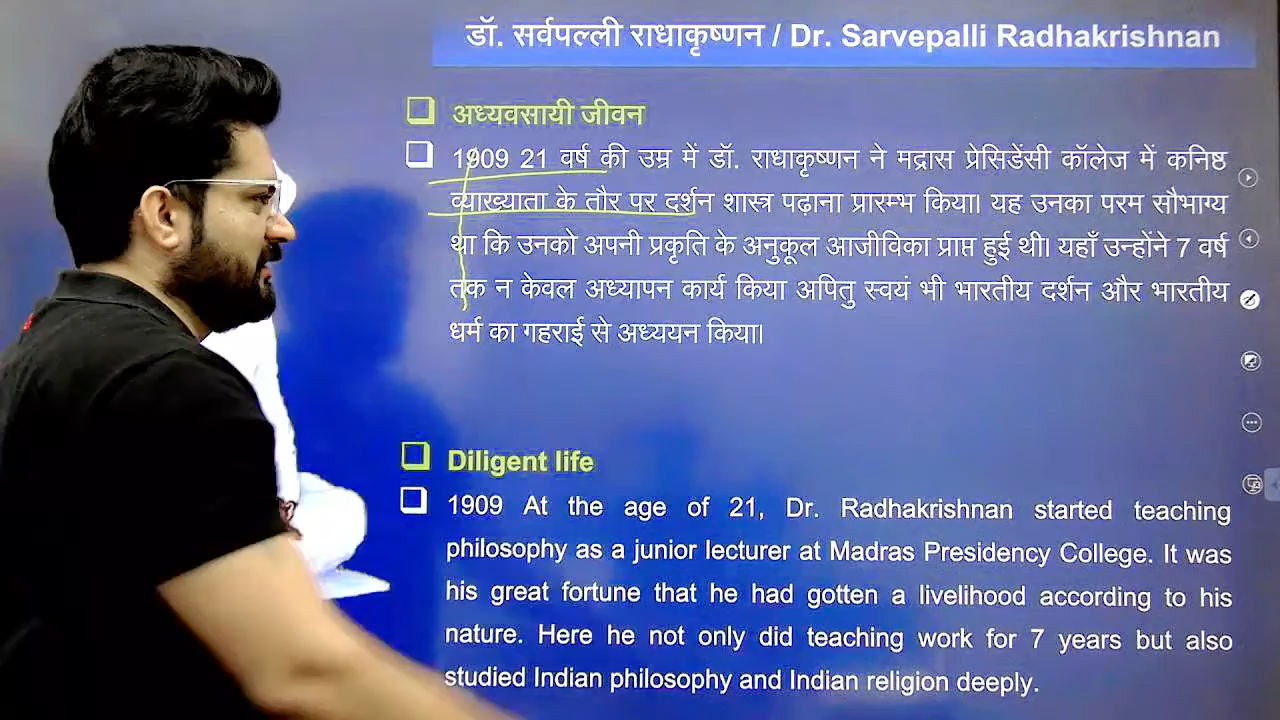 डॉ. सर्वपल्ली राधाकृष्णन / Dr. Sarvepalli Radhakrishnan
अध्यवसायी जीवन
1909 21 वर्ष की उम्र में डॉ. राधाकृष्णन ने मद्रास प्रेसिडेंसी कॉलेज में कनिष्ठ
व्याख्याता के तौर पर दर्शन शास्त्र पढ़ाना प्रारम्भ किया। यह उनका परम सौभाग्य
था कि उनको अपनी प्रकृति के अनुकूल आजीविका प्राप्त हुई थी। यहाँ उन्होंने 7 वर्ष
तक न केवल अध्यापन कार्य किया अपितु स्वयं भी भारतीय दर्शन और भारतीय
धर्म का गहराई से अध्ययन किया।
Diligent life
1909 At the age of 21, Dr. Radhakrishnan started teaching
philosophy as a junior lecturer at Madras Presidency College. It was
his great fortune that he had gotten a livelihood according to his
nature. Here he not only did teaching work for 7 years but also
studied Indian philosophy and Indian religion deeply.